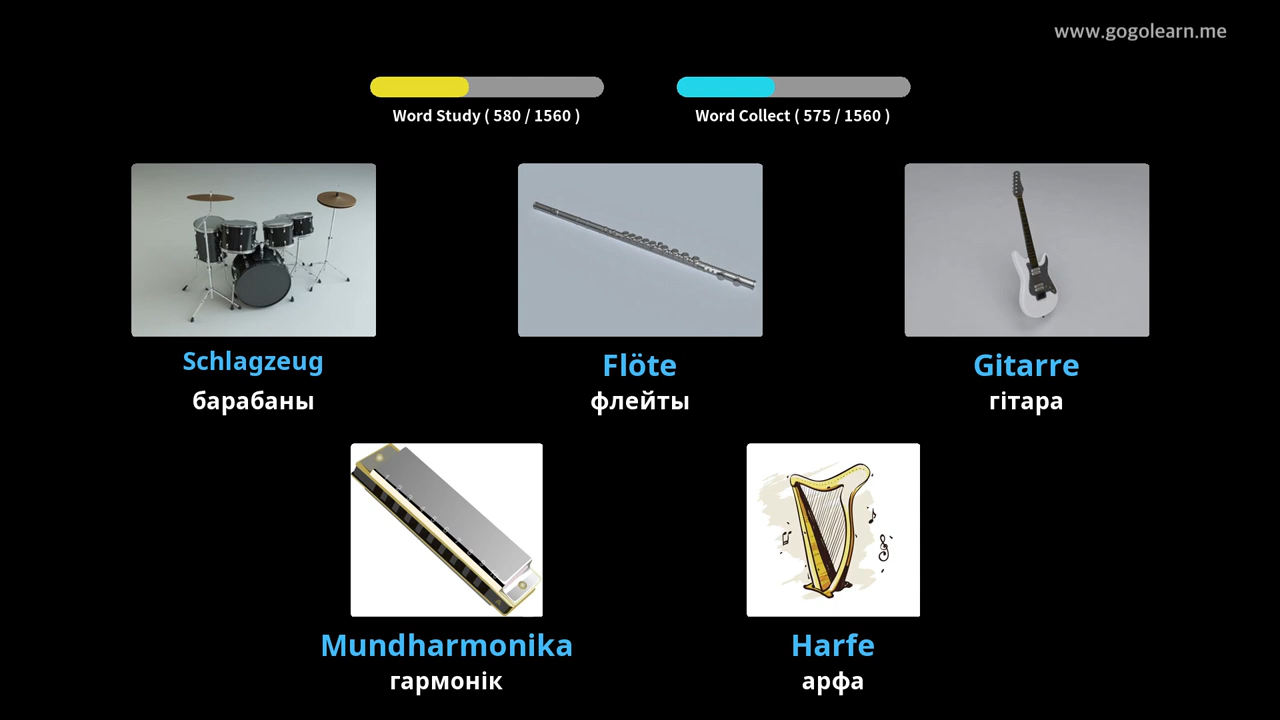 www.gogolearn.me
Word Study ( 580 / 1560 )
Word Collect ( 575 / 1560 )
Schlagzeug
барабаны
Flöte
флейты
Gitarre
гітара
Mundharmonika
гармонік
Harfe
арфа